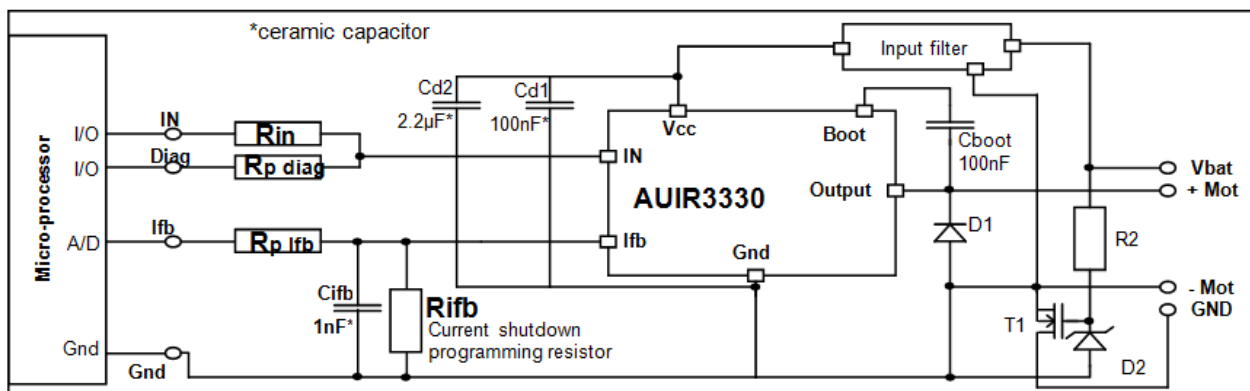 *ceramic capacitor
Input filter
Cd2
2.2µF*
Cd1
100nF*
Vcc
Boot
Cboot
100nF
Micro-processor
I/O
IN
Rin
I/O
Diag
Rp diag
IN
AUIR3330
Output
Vbat
+ Mot
A/D
Ifb
Rp Ifb
Ifb
Gnd
D1
R2
Cifb
1nF*
Rifb
Current shutdown
programming resistor
- Mot
GND
T1
D2
Gnd
Gnd